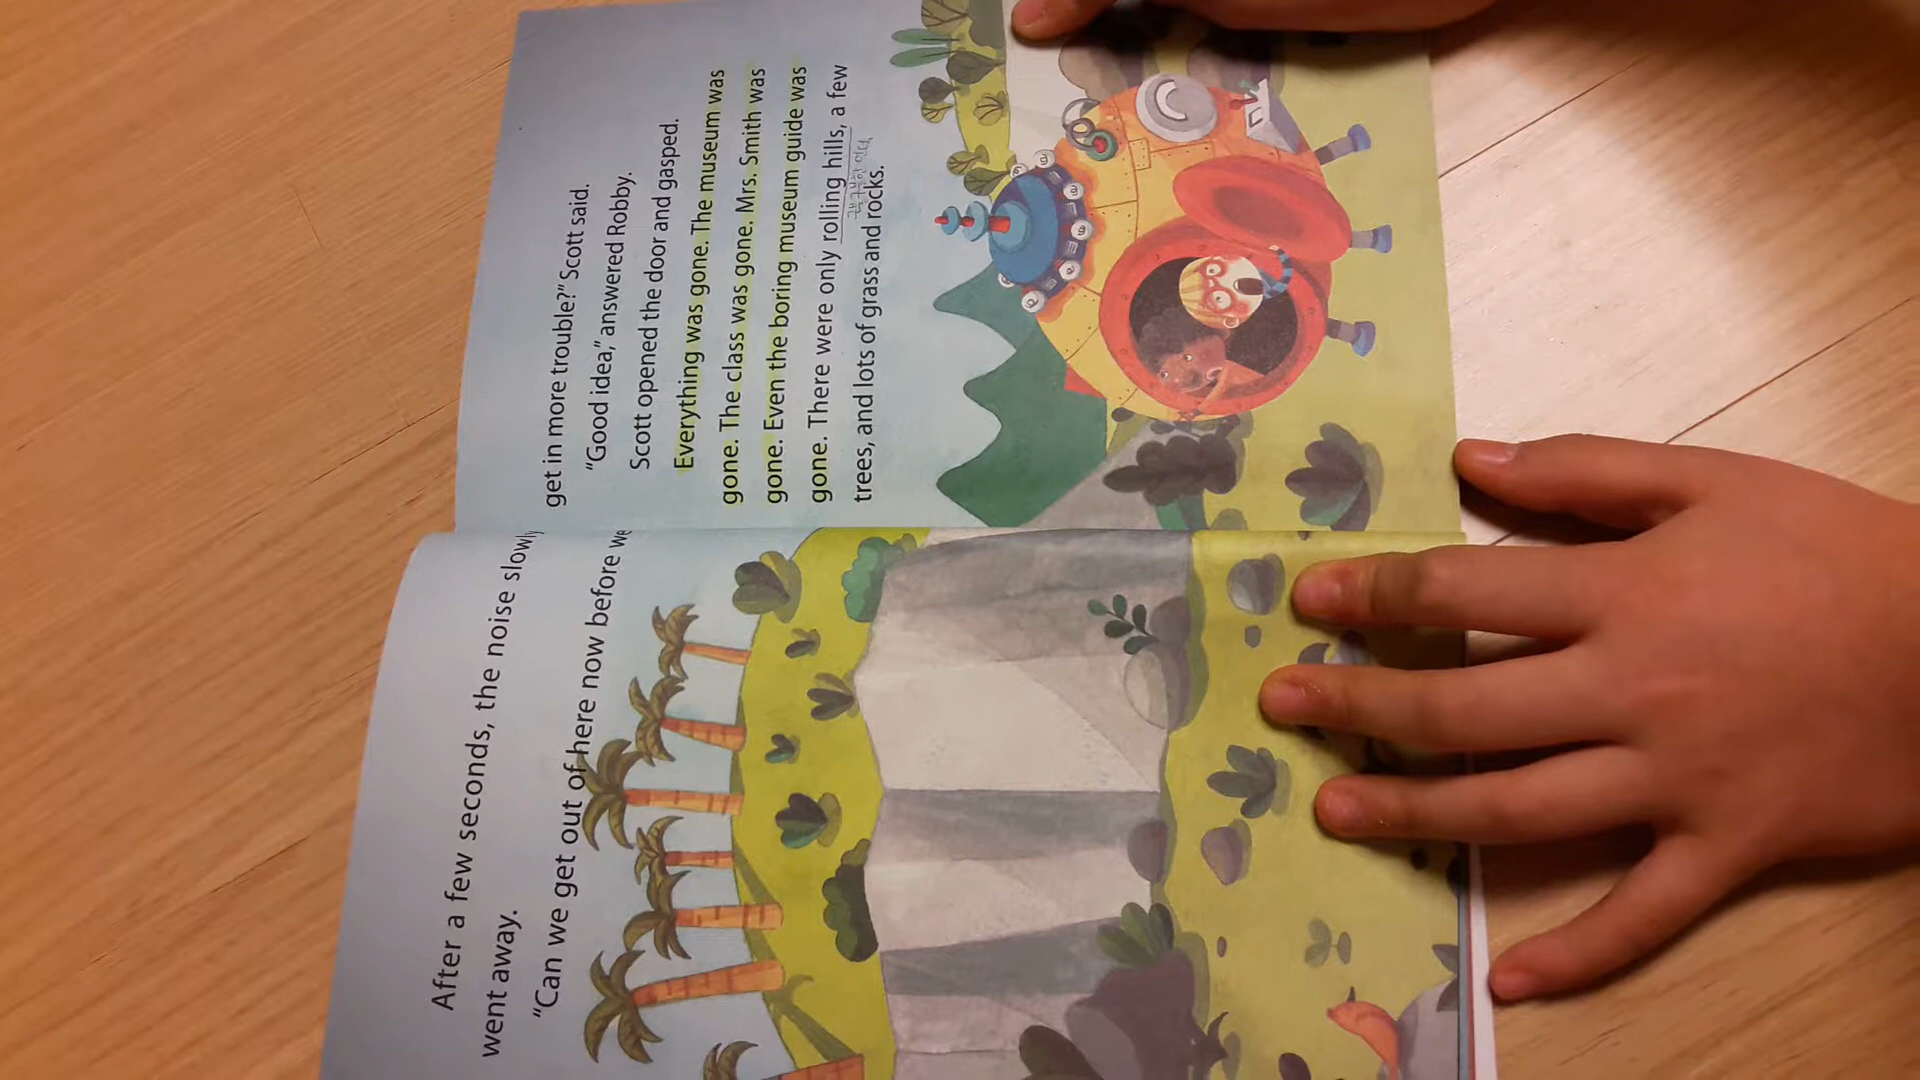 After a few seconds, the noise slowly
went away.
"Can we get out of here now before we
get in more trouble?" Scott said.
"Good idea," answered Robby.
Scott opened the door and gasped.
Everything was gone. The museum was
gone. The class was gone. Mrs. Smith was
gone. Even the boring museum guide was
gone. There were only rolling hills, a few
trees, and lots of grass and rocks.